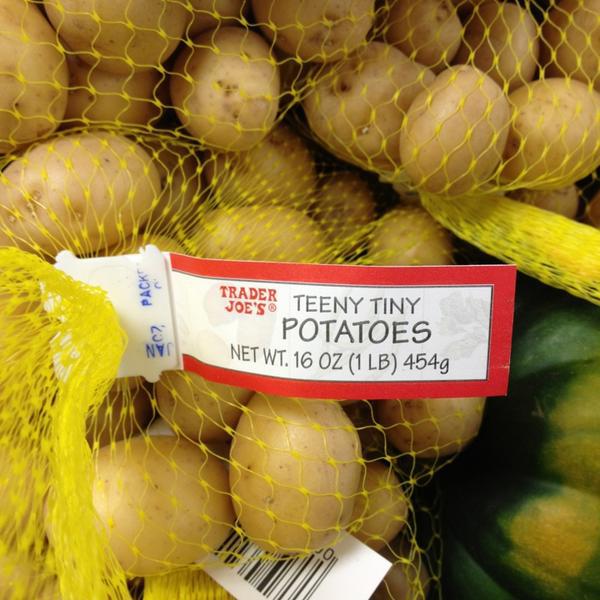 TRADER
JOE'S®
TEENY TINY
POTATOES
NET WT. 16 OZ (1 LB) 454g